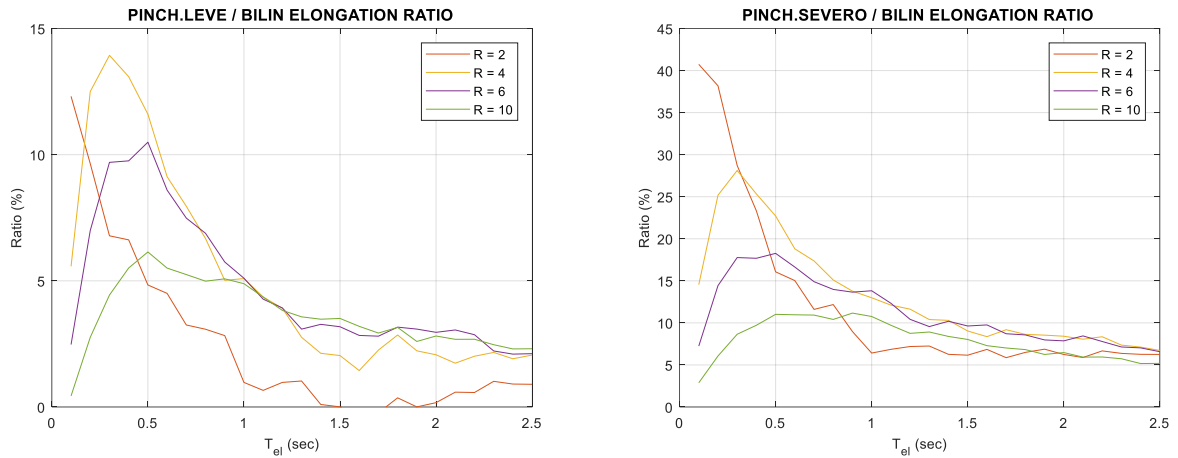 PINCH.LEVE / BILIN ELONGATION RATIO
15
10
5
0
Ratio (%)
R = 2
R = 4
R = 6
R = 10
0
0.5
1
1.5
2
2.5
T_el (sec)
PINCH.SEVERO / BILIN ELONGATION RATIO
45
40
35
30
25
20
15
10
5
0
Ratio (%)
R = 2
R = 4
R = 6
R = 10
0
0.5
1
1.5
2
2.5
T_el (sec)